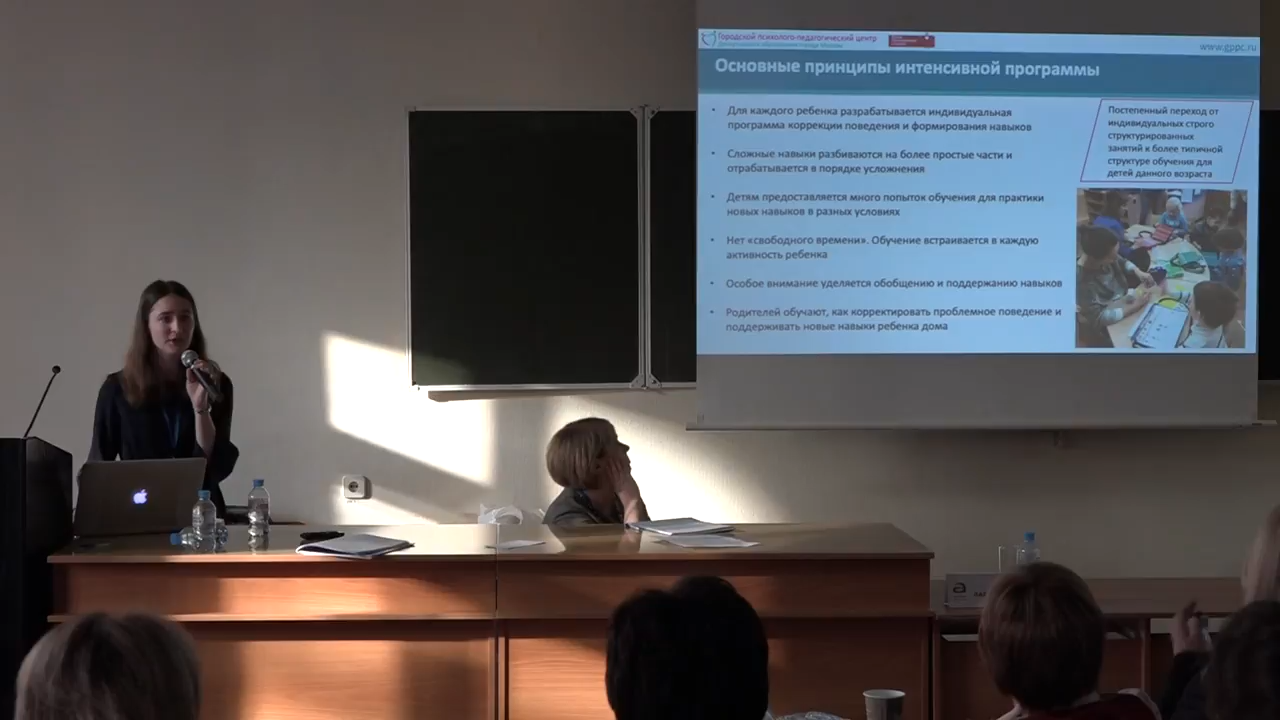 Городской психолого-педагогический центр
Департамента образования города Москвы
www.gppc.ru
Основные принципы интенсивной программы
• Для каждого ребенка разрабатывается индивидуальная
программа коррекции поведения и формирования навыков
• Сложные навыки разбиваются на более простые части и
отрабатывается в порядке усложнения
• Детям предоставляется много попыток обучения для практики
новых навыков в разных условиях
• Нет «свободного времени». Обучение встраивается в каждую
активность ребенка
• Особое внимание уделяется обобщению и поддержанию навыков
• Родителей обучают, как корректировать проблемное поведение и
поддерживать новые навыки ребенка дома
Постепенный переход от
индивидуальных строго
структурированных
занятий к более типичной
структуре обучения для
детей данного возраста